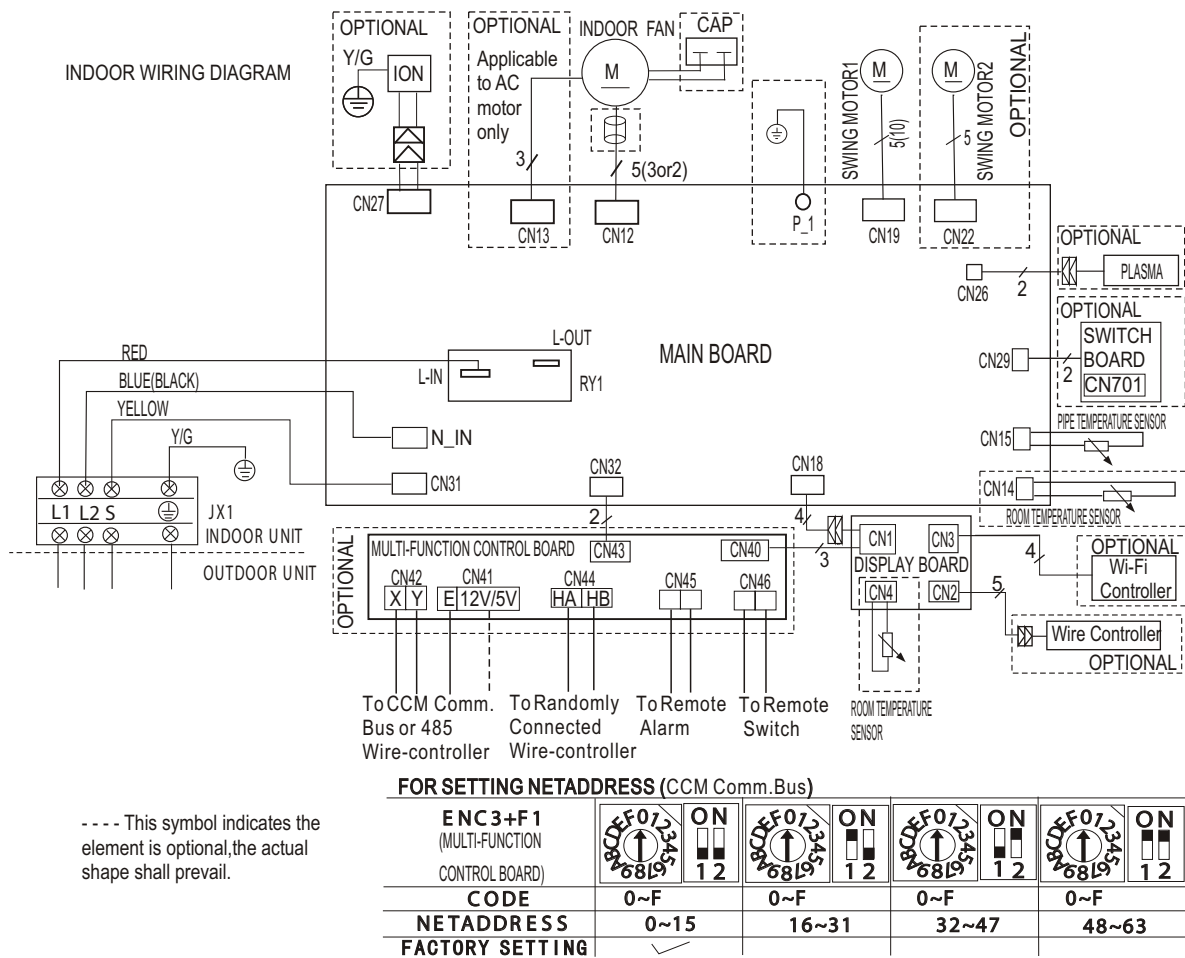 INDOOR WIRING DIAGRAM
OPTIONAL
Y/G
ION
CN27
OPTIONAL
Applicable
to AC
motor
only
3
CN13
INDOOR FAN
M
CAP
5(3or2)
CN12
P_1
SWING MOTOR1
M
5(10)
CN19
SWING MOTOR2
M
5
CN22
OPTIONAL
OPTIONAL
PLASMA
CN26
2
OPTIONAL
SWITCH
BOARD
CN701
CN29
2
PIPE TEMPERATURE SENSOR
CN15
CN14
ROOM TEMPERATURE SENSOR
MAIN BOARD
L-OUT
L-IN
RY1
RED
BLUE(BLACK)
YELLOW
Y/G
N_IN
CN31
L1 L2 S
JX1
INDOOR UNIT
OUTDOOR UNIT
CN32
2
CN18
4
OPTIONAL
MULTI-FUNCTION CONTROL BOARD
CN43
CN40
3
CN42
X Y
CN41
E 12V/5V
CN44
HA HB
CN45
CN46
To CCM Comm.
Bus or 485
Wire-controller
To Randomly
Connected
Wire-controller
To Remote
Alarm
To Remote
Switch
CN1
CN3
DISPLAY BOARD
CN4
CN2
ROOM TEMPERATURE
SENSOR
4
OPTIONAL
Wi-Fi
Controller
5
Wire Controller
OPTIONAL
- - - - This symbol indicates the
element is optional,the actual
shape shall prevail.
FOR SETTING NETADDRESS (CCM Comm.Bus)
ENC3+F1
(MULTI-FUNCTION
CONTROL BOARD)
0123456789ABCDEF
ON
1 2
0123456789ABCDEF
ON
1 2
0123456789ABCDEF
ON
1 2
0123456789ABCDEF
ON
1 2
CODE 0~F 0~F 0~F 0~F
NETADDRESS 0~15 16~31 32~47 48~63
FACTORY SETTING